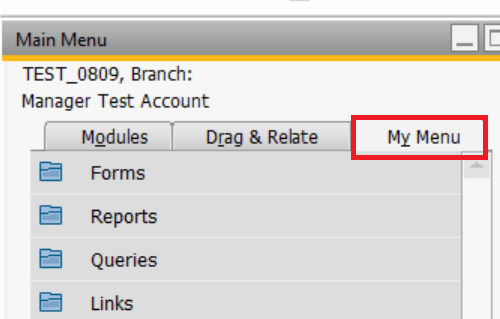 Main Menu
TEST_0809, Branch:
Manager Test Account
Modules Drag & Relate My Menu
Forms
Reports
Queries
Links